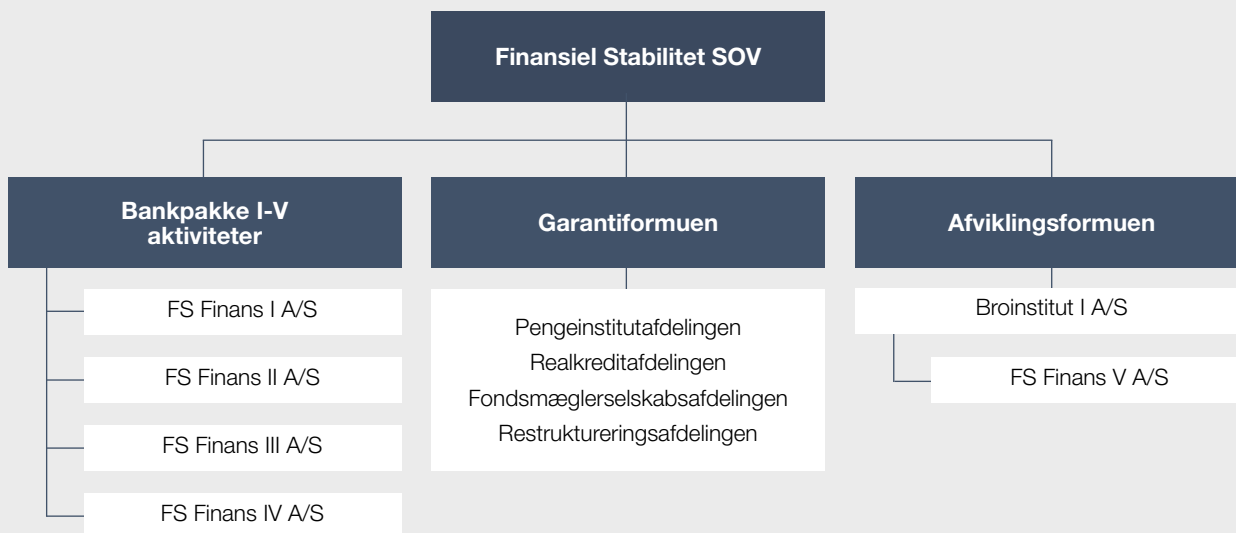 Finansiel Stabilitet SOV
Bankpakke I-V
aktiviteter
FS Finans I A/S
FS Finans II A/S
FS Finans III A/S
FS Finans IV A/S
Garantiformuen
Pengeinstitutafdelingen
Realkreditafdelingen
Fondsmæglerselskabsafdelingen
Restruktureringsafdelingen
Afviklingsformuen
Broinstitut I A/S
FS Finans V A/S